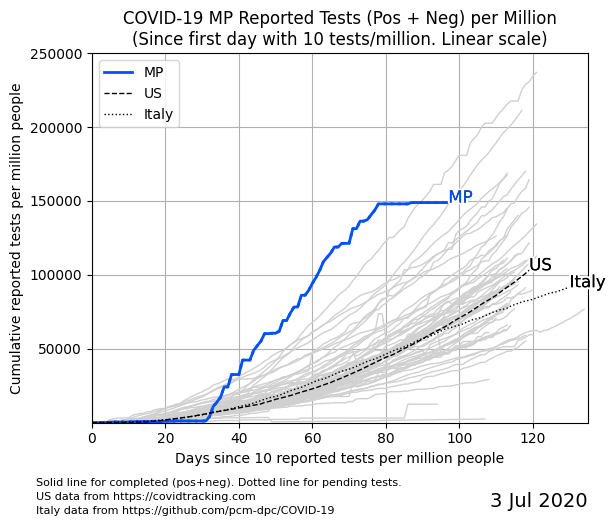 COVID-19 MP Reported Tests (Pos + Neg) per Million
(Since first day with 10 tests/million. Linear scale)
Cumulative reported tests per million people
250000
200000
150000
100000
50000
MP
US
Italy
MP
US
Italy
0
20
40
60
80
100
120
Days since 10 reported tests per million people
Solid line for completed (pos+neg). Dotted line for pending tests.
US data from https://covidtracking.com
Italy data from https://github.com/pcm-dpc/COVID-19
3 Jul 2020